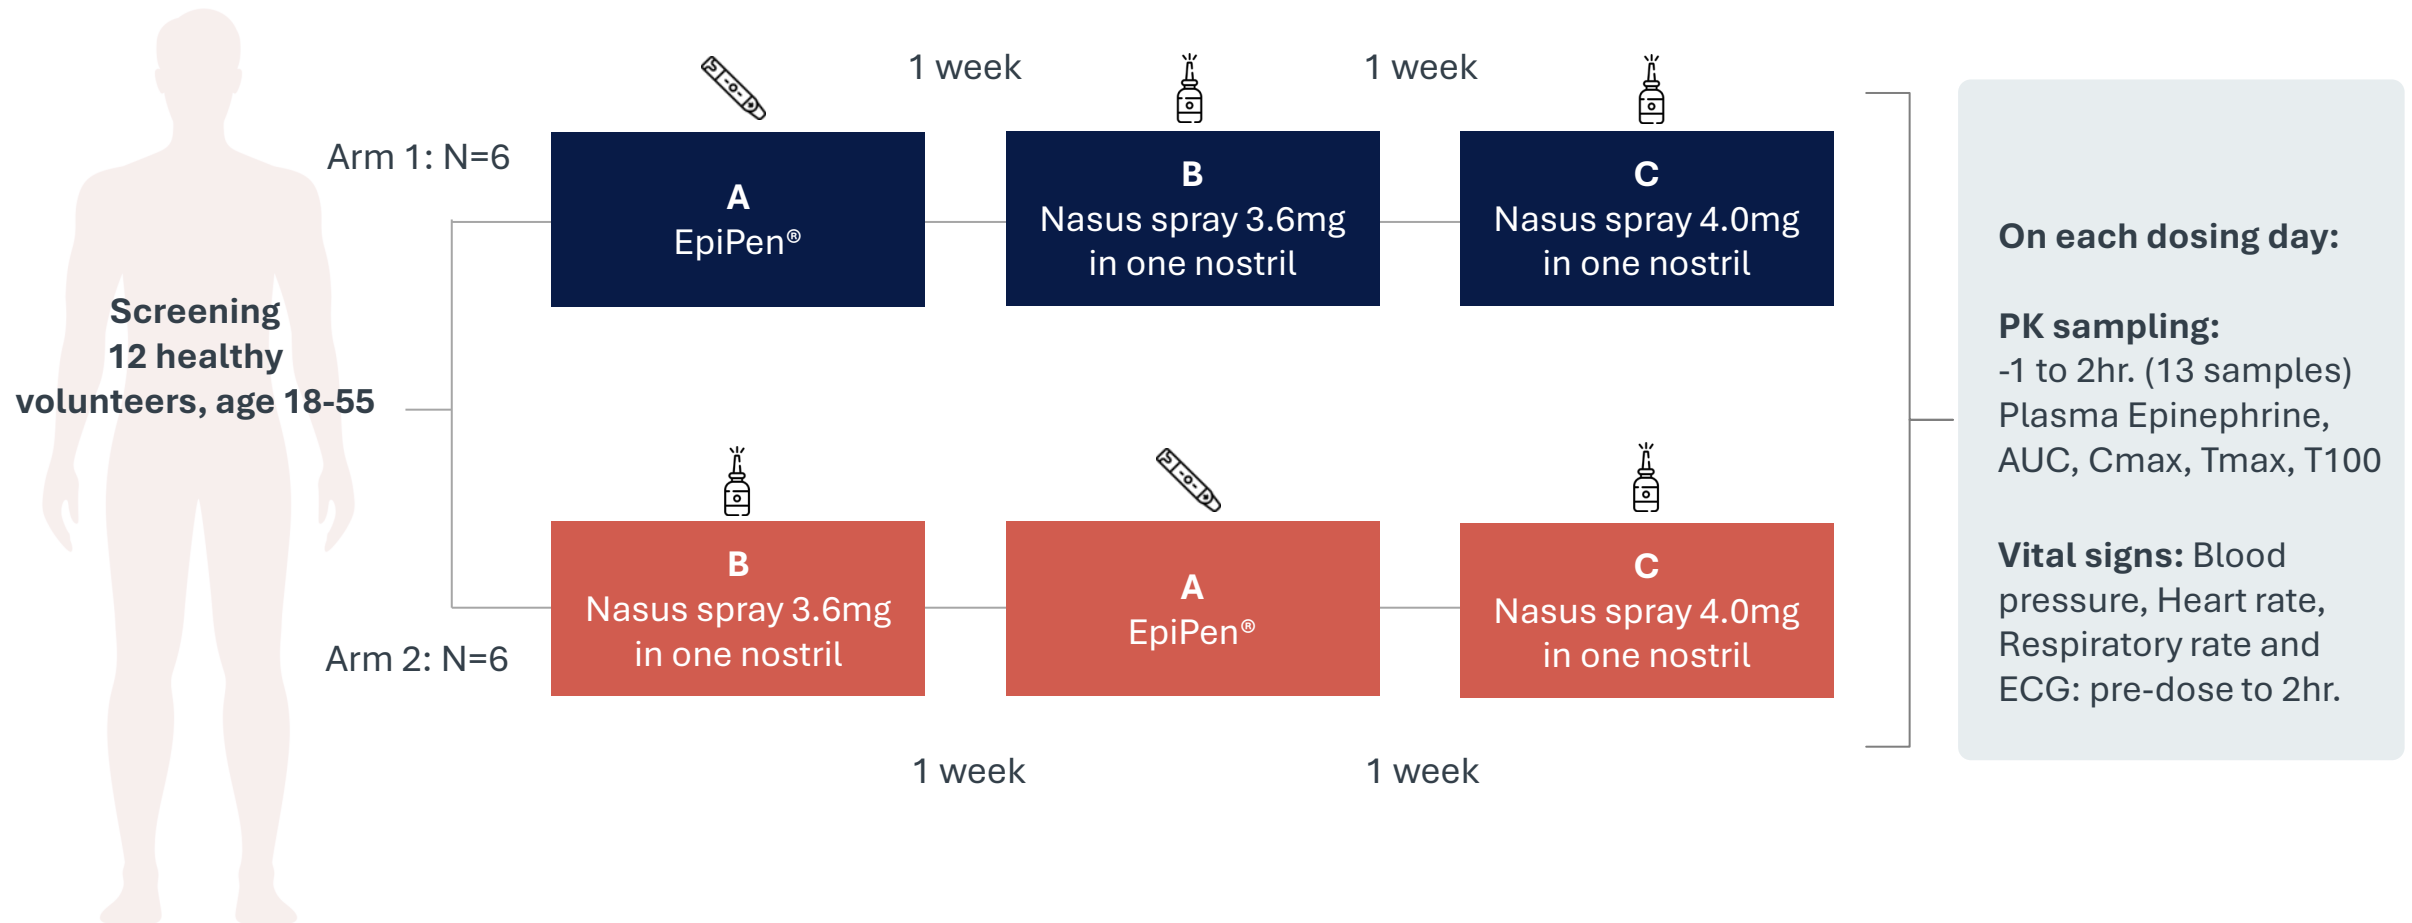 Screening
12 healthy
volunteers, age 18-55
Arm 1: N=6
1 week
1 week
A
EpiPen®
B
Nasus spray 3.6mg
in one nostril
C
Nasus spray 4.0mg
in one nostril
Arm 2: N=6
B
Nasus spray 3.6mg
in one nostril
A
EpiPen®
C
Nasus spray 4.0mg
in one nostril
1 week
1 week
On each dosing day:
PK sampling:
-1 to 2hr. (13 samples)
Plasma Epinephrine,
AUC, Cmax, Tmax, T100
Vital signs: Blood
pressure, Heart rate,
Respiratory rate and
ECG: pre-dose to 2hr.